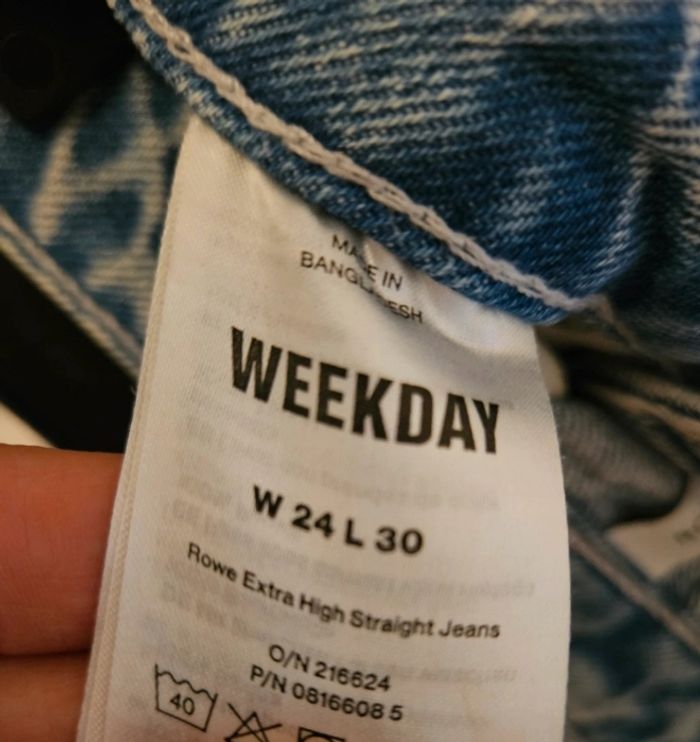 MADE IN
BANGLADESH
WEEKDAY
W 24 L 30
Rowe Extra High Straight Jeans
O/N 216624
P/N 0816608 5
40